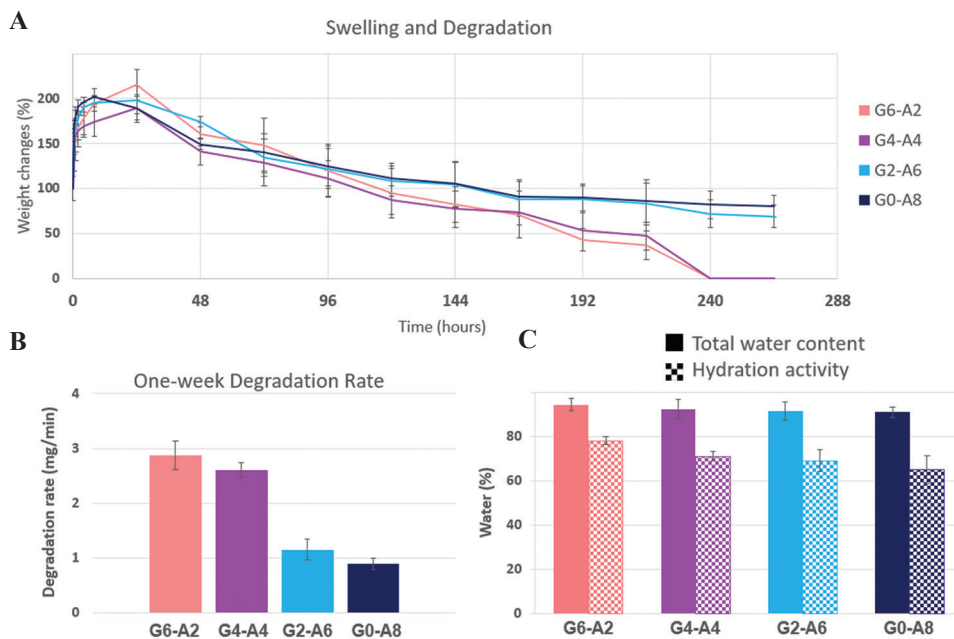 A
Swelling and Degradation
Weight changes (%)
200
150
100
50
0
0 48 96 144 192 240 288
Time (hours)
G6-A2
G4-A4
G2-A6
G0-A8
B
One-week Degradation Rate
Degradation rate (mg/min)
4
3
2
1
0
G6-A2 G4-A4 G2-A6 G0-A8
C
Total water content
Hydration activity
Water (%)
80
60
40
20
0
G6-A2 G4-A4 G2-A6 G0-A8